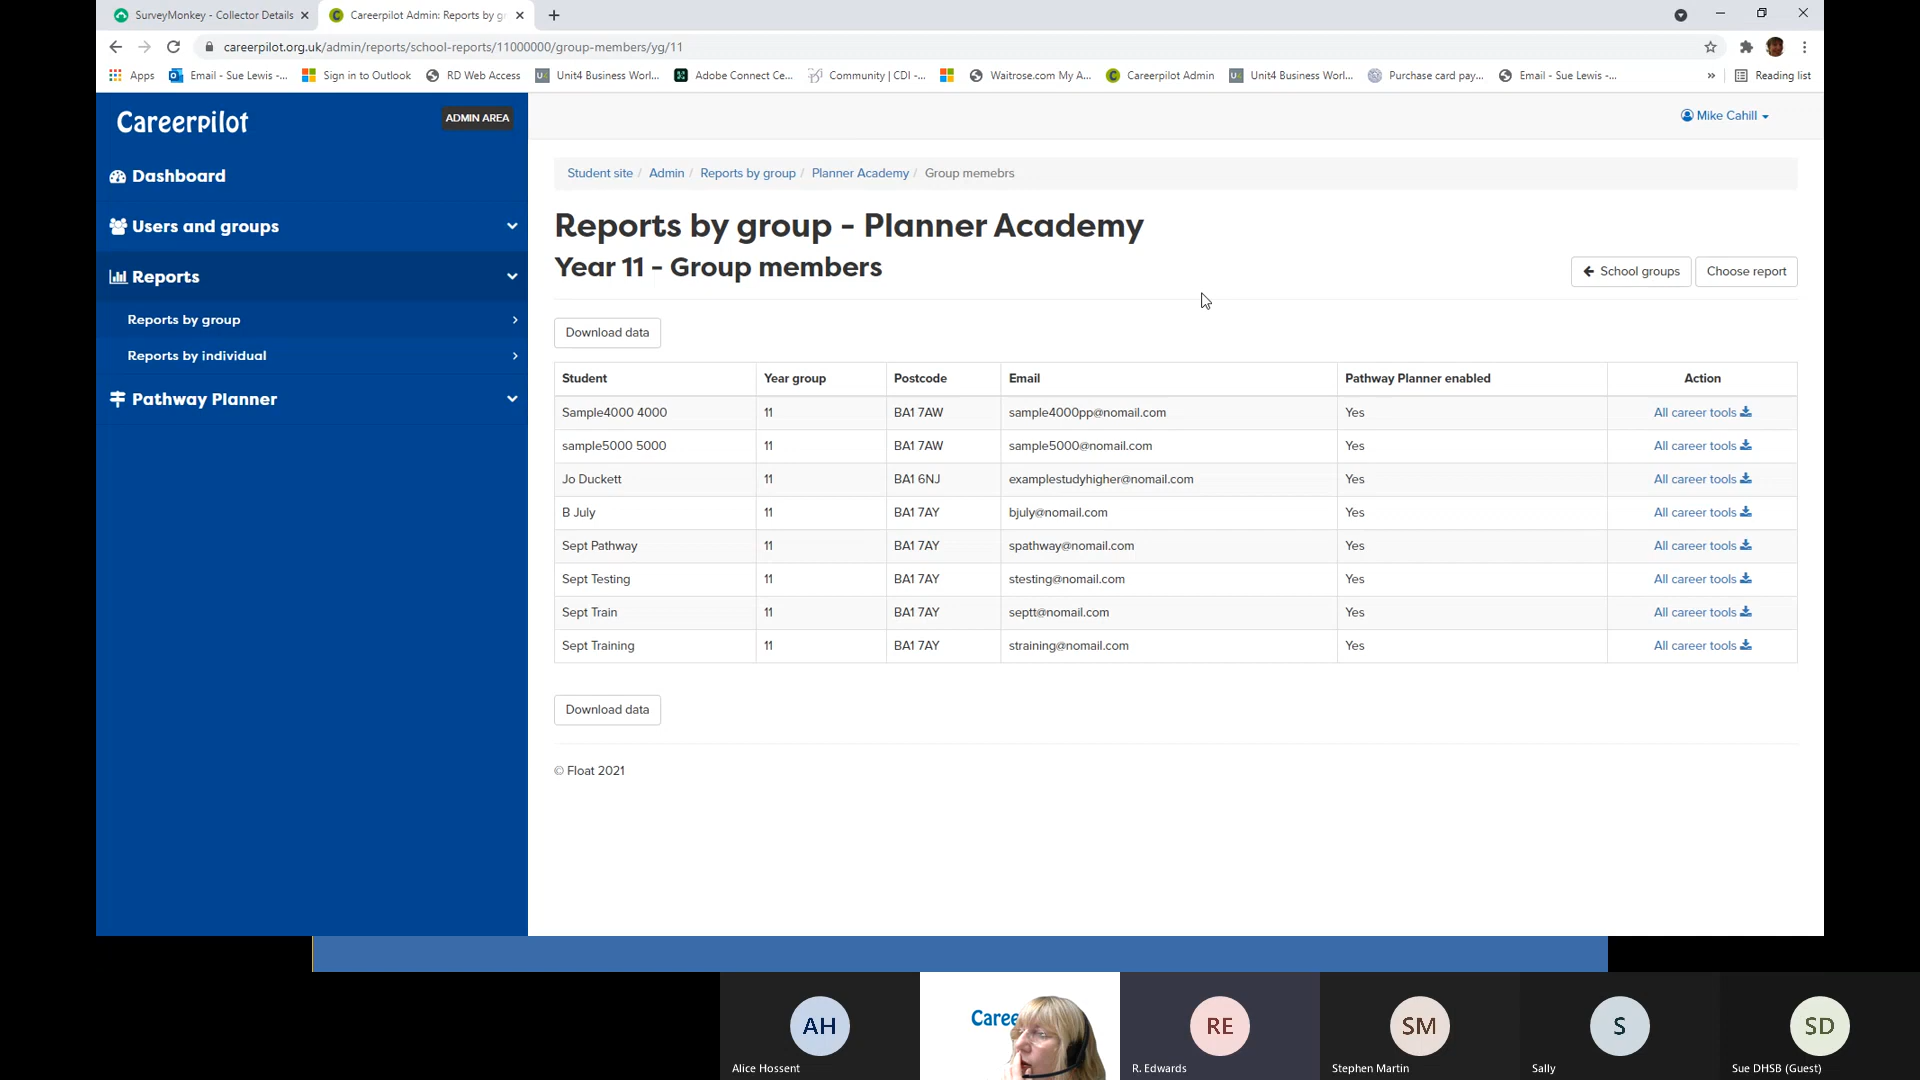 SurveyMonkey - Collector Details
Careerpilot Admin: Reports by g
careerpilot.org.uk/admin/reports/school-reports/11000000/group-members/yg/11
Apps Email - Sue Lewis -... Sign in to Outlook RD Web Access Unit4 Business Worl... Adobe Connect Ce... Community | CDI -... Waitrose.com My A... Careerpilot Admin Unit4 Business Worl... Purchase card pay... Email - Sue Lewis -... » Reading list
Careerpilot
ADMIN AREA
Dashboard
Users and groups
Reports
Reports by group
Reports by individual
Pathway Planner
Mike Cahill
Student site / Admin / Reports by group / Planner Academy / Group memebrs
Reports by group - Planner Academy
Year 11 - Group members
School groups
Choose report
Download data
Student Year group Postcode Email Pathway Planner enabled Action
Sample4000 4000 11 BA1 7AW sample4000pp@nomail.com Yes All career tools
sample5000 5000 11 BA1 7AW sample5000@nomail.com Yes All career tools
Jo Duckett 11 BA1 6NJ examplestudyhigher@nomail.com Yes All career tools
B July 11 BA1 7AY bjuly@nomail.com Yes All career tools
Sept Pathway 11 BA1 7AY spathway@nomail.com Yes All career tools
Sept Testing 11 BA1 7AY stesting@nomail.com Yes All career tools
Sept Train 11 BA1 7AY septt@nomail.com Yes All career tools
Sept Training 11 BA1 7AY straining@nomail.com Yes All career tools
Download data
© Float 2021
AH
Alice Hossent
Caree
RE
R. Edwards
SM
Stephen Martin
S
Sally
SD
Sue DHSB (Guest)